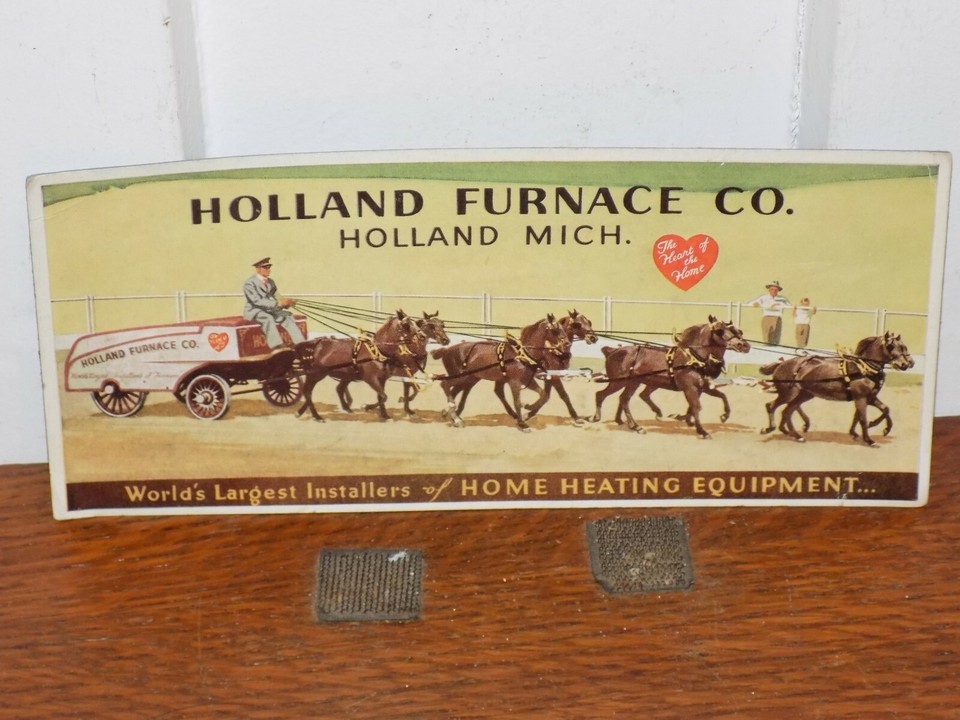 HOLLAND FURNACE CO.
HOLLAND MICH.
The
Heart of
the
Home
HOLLAND FURNACE CO.
HO
World's Largest Installers of HOME HEATING EQUIPMENT...